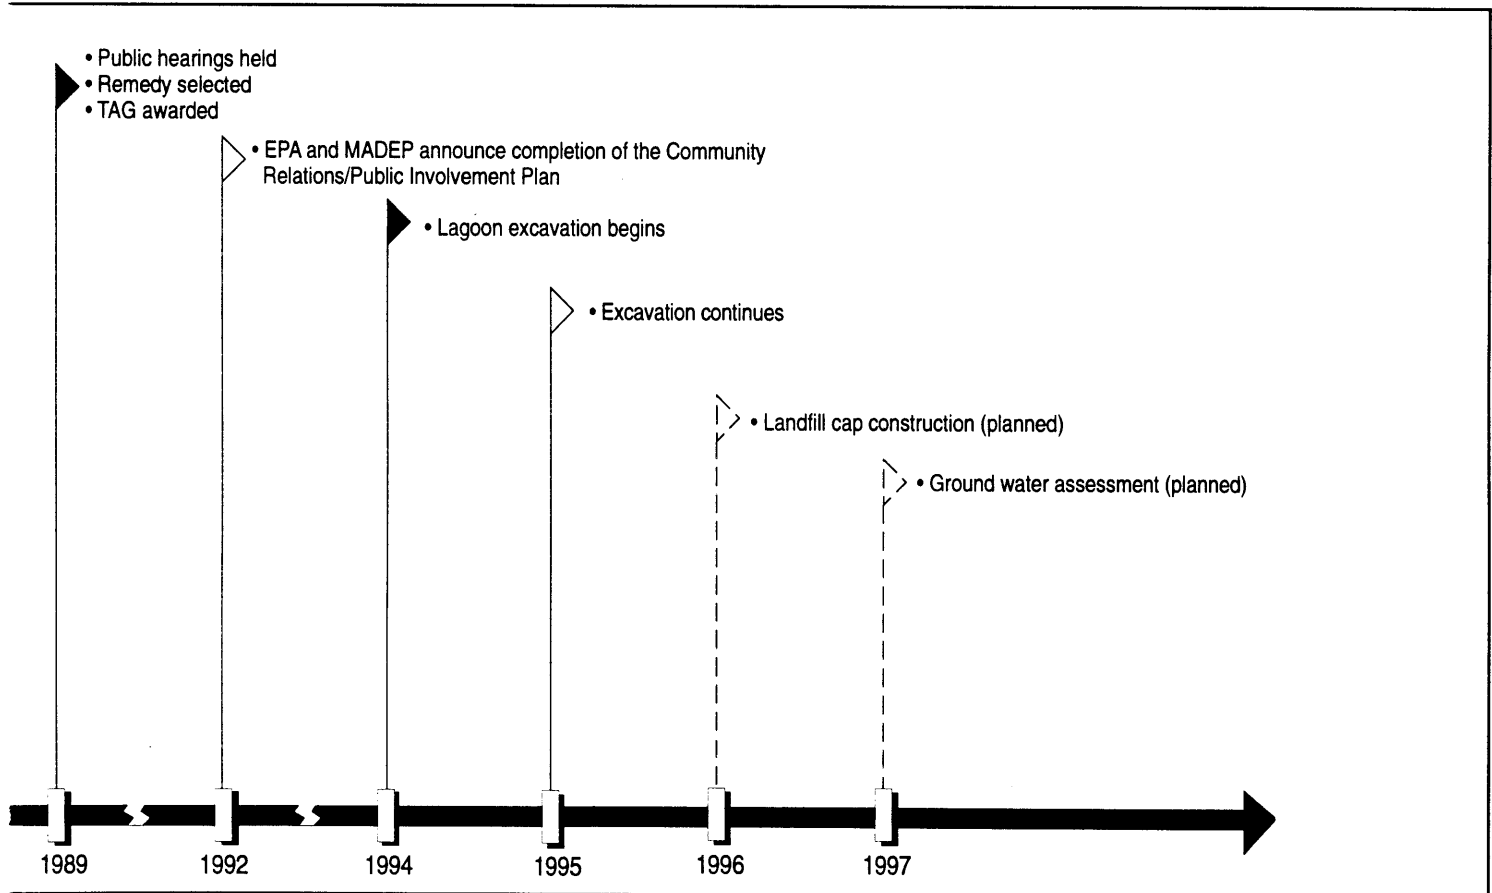 • Public hearings held
• Remedy selected
• TAG awarded
• EPA and MADEP announce completion of the Community
Relations/Public Involvement Plan
• Lagoon excavation begins
• Excavation continues
• Landfill cap construction (planned)
• Ground water assessment (planned)
1989 1992 1994 1995 1996 1997